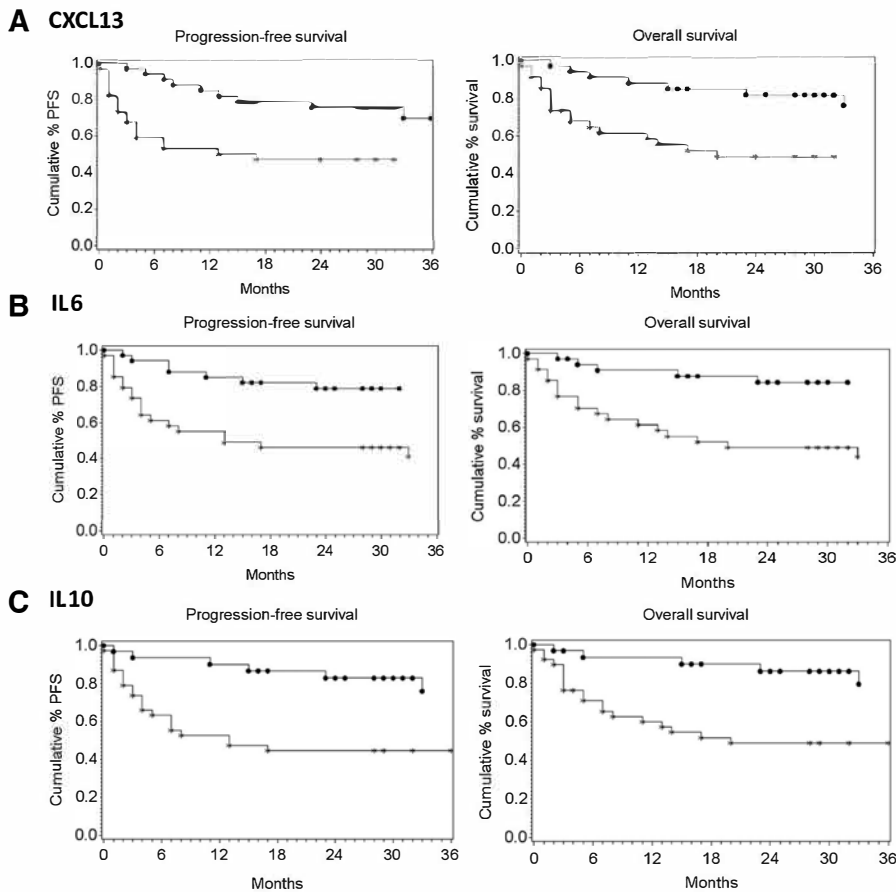 A CXCL13
Progression-free survival
Cumulative % PFS
1.0
0.8
0.6
0.4
0.2
0.0
0 6 12 18 24 30 36
Months
Overall survival
Cumulative % survival
1.0
0.8
0.6
0.4
0.2
0.0
0 6 12 18 24 30 36
Months
B IL6
Progression-free survival
Cumulative % PFS
1.0
0.8
0.6
0.4
0.2
0.0
0 6 12 18 24 30 36
Months
Overall survival
Cumulative % survival
1.0
0.8
0.6
0.4
0.2
0.0
0 6 12 18 24 30 36
Months
C IL10
Progression-free survival
Cumulative % PFS
1.0
0.8
0.6
0.4
0.2
0.0
0 6 12 18 24 30 36
Months
Overall survival
Cumulative % survival
1.0
0.8
0.6
0.4
0.2
0.0
0 6 12 18 24 30 36
Months